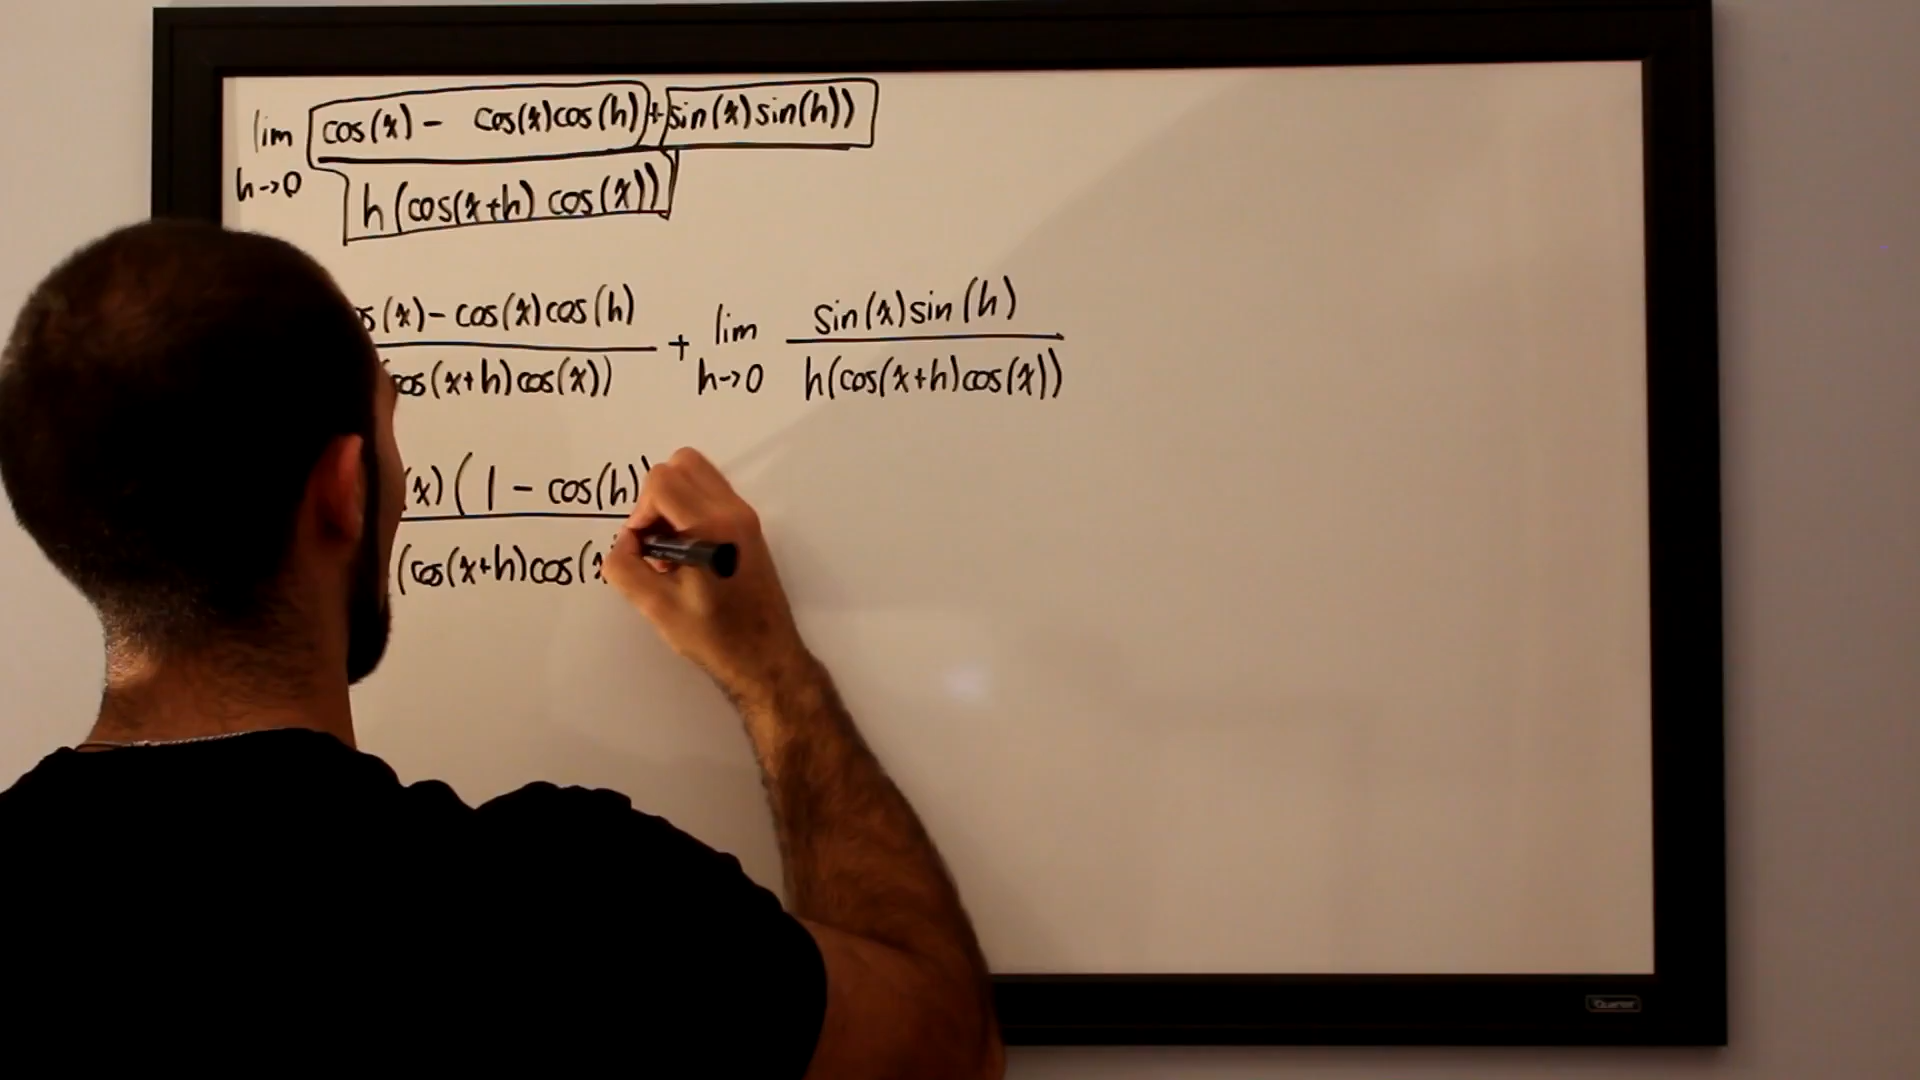 lim cos(x) - cos(x)cos(h) + sin(x)sin(h))
h→0 h(cos(x+h) cos(x))
s(x) - cos(x)cos(h) + lim sin(x)sin(h)
cos(x+h)cos(x)) h→0 h(cos(x+h)cos(x))
(x)(1 - cos(h)
(cos(x+h)cos(x
Quartet